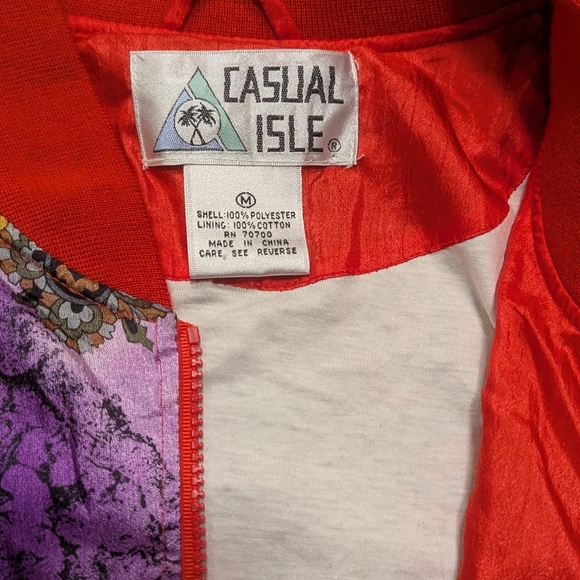 CASUAL
ISLE®
M
SHELL:100% POLYESTER
LINING: 100% COTTON
RN 70700
MADE IN CHINA
CARE, SEE REVERSE